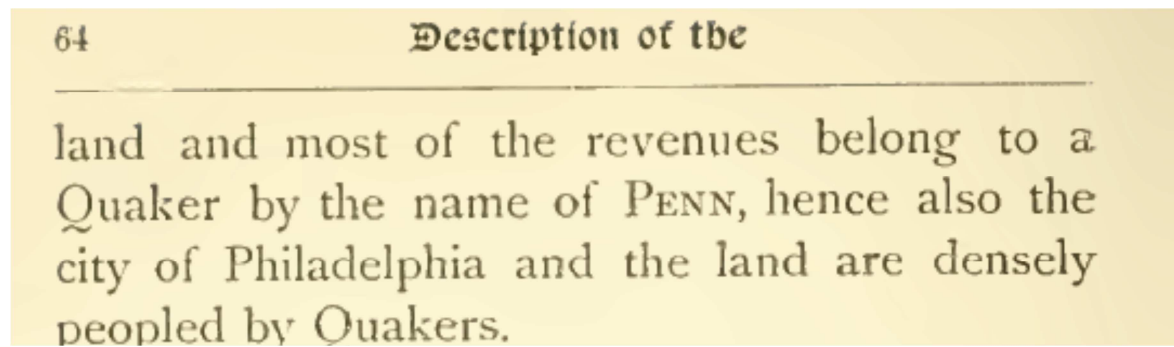 64 Description of the
land and most of the revenues belong to a
Quaker by the name of PENN, hence also the
city of Philadelphia and the land are densely
peopled by Quakers.